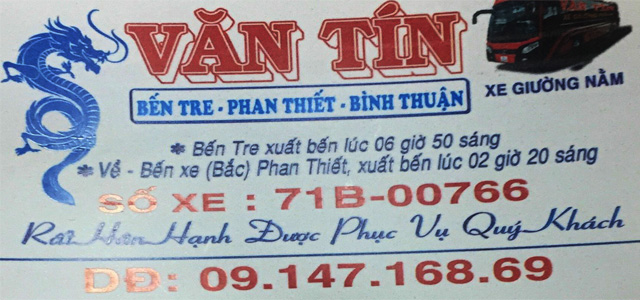 VĂN TÍN
BẾN TRE - PHAN THIẾT - BÌNH THUẬN
XE GIƯỜNG NẰM
* Bến Tre xuất bến lúc 06 giờ 50 sáng
* Về - Bến xe (Bắc) Phan Thiết, xuất bến lúc 02 giờ 20 sáng
SỐ XE : 71B-00766
Rất Hân Hạnh Được Phục Vụ Quý Khách
DĐ: 09.147.168.69